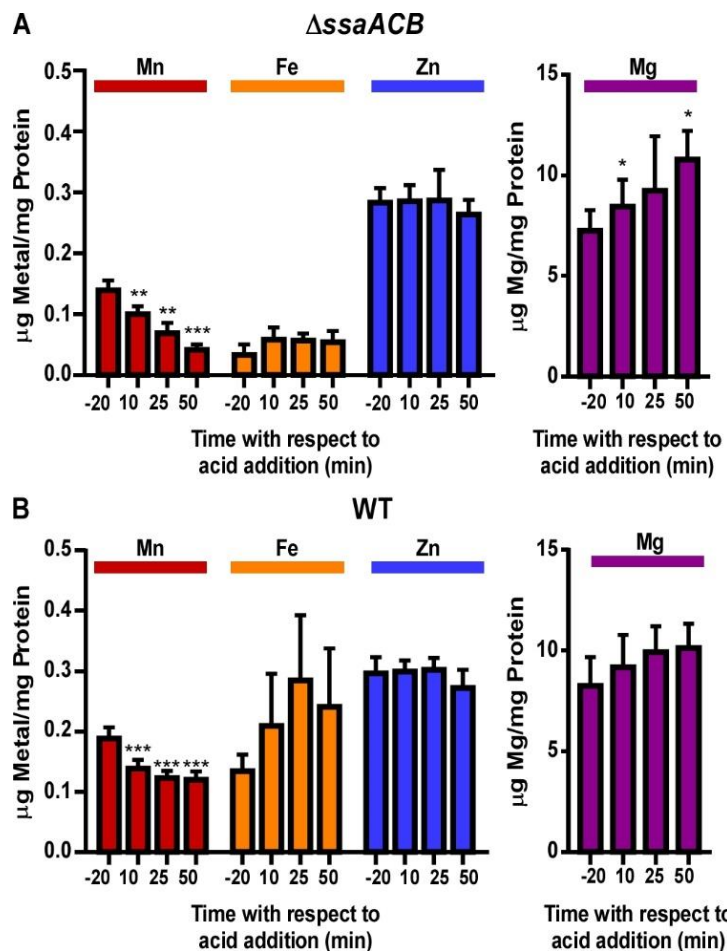 A
ΔssaACB
Mn Fe Zn Mg
µg Metal/mg Protein
0.5
0.4
0.3
0.2
0.1
0.0
** ** ***
-20 10 25 50 -20 10 25 50 -20 10 25 50
Time with respect to
acid addition (min)
µg Mg/mg Protein
15
10
5
0
* *
-20 10 25 50
Time with respect to
acid addition (min)
B
WT
Mn Fe Zn Mg
µg Metal/mg Protein
0.5
0.4
0.3
0.2
0.1
0.0
*** *** ***
-20 10 25 50 -20 10 25 50 -20 10 25 50
Time with respect to
acid addition (min)
µg Mg/mg Protein
15
10
5
0
-20 10 25 50
Time with respect to
acid addition (min)